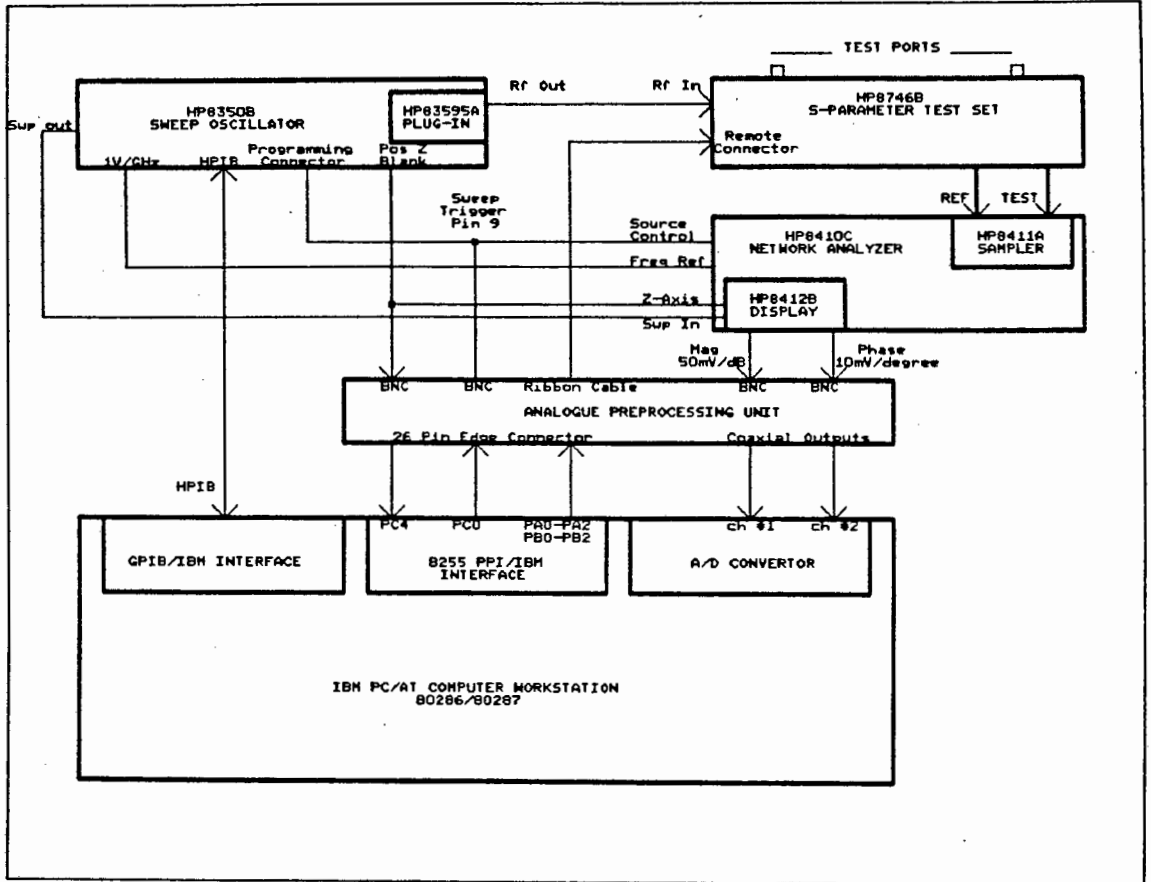 TEST PORTS
Rf Out
Rf In
HP8350B
SWEEP OSCILLATOR
HP83595A
PLUG-IN
HP8746B
S-PARAMETER TEST SET
Swp out
Remote
Connector
1V/GHz
HPIB
Programming
Connector
Pos Z
Blank
REF
TEST
Sweep
Trigger
Pin 9
Source
Control
HP8410C
NETWORK ANALYZER
HP8411A
SAMPLER
Freq Ref
Z-Axis
HP8412B
DISPLAY
Swp In
Mag
50mV/dB
Phase
10mV/degree
BNC
BNC
Ribbon Cable
BNC
BNC
ANALOGUE PREPROCESSING UNIT
26 Pin Edge Connector
Coaxial Outputs
HPIB
PC4
PC0
PA0-PA2
PB0-PB2
ch #1
ch #2
GPIB/IBM INTERFACE
8255 PPI/IBM
INTERFACE
A/D CONVERTOR
IBM PC/AT COMPUTER WORKSTATION
80286/80287